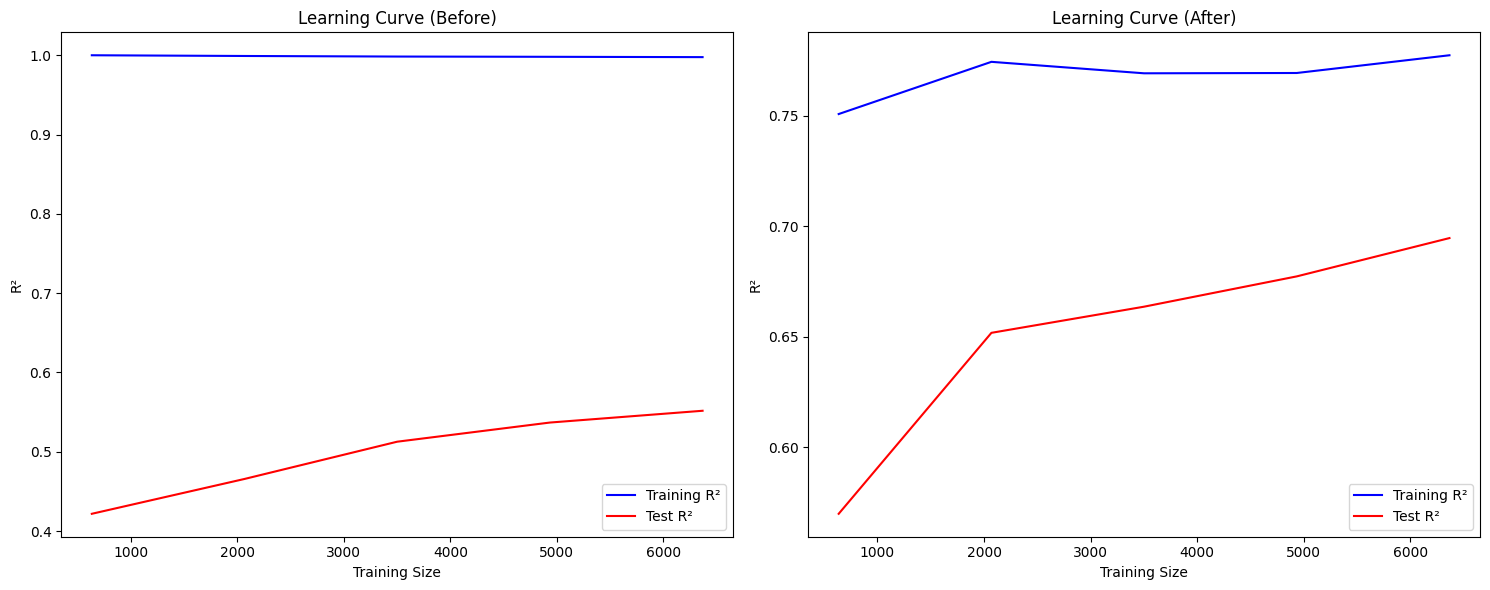 Learning Curve (Before)
R²
1.0
0.9
0.8
0.7
0.6
0.5
0.4
1000 2000 3000 4000 5000 6000
Training Size
Training R²
Test R²
Learning Curve (After)
R²
0.75
0.70
0.65
0.60
1000 2000 3000 4000 5000 6000
Training Size
Training R²
Test R²